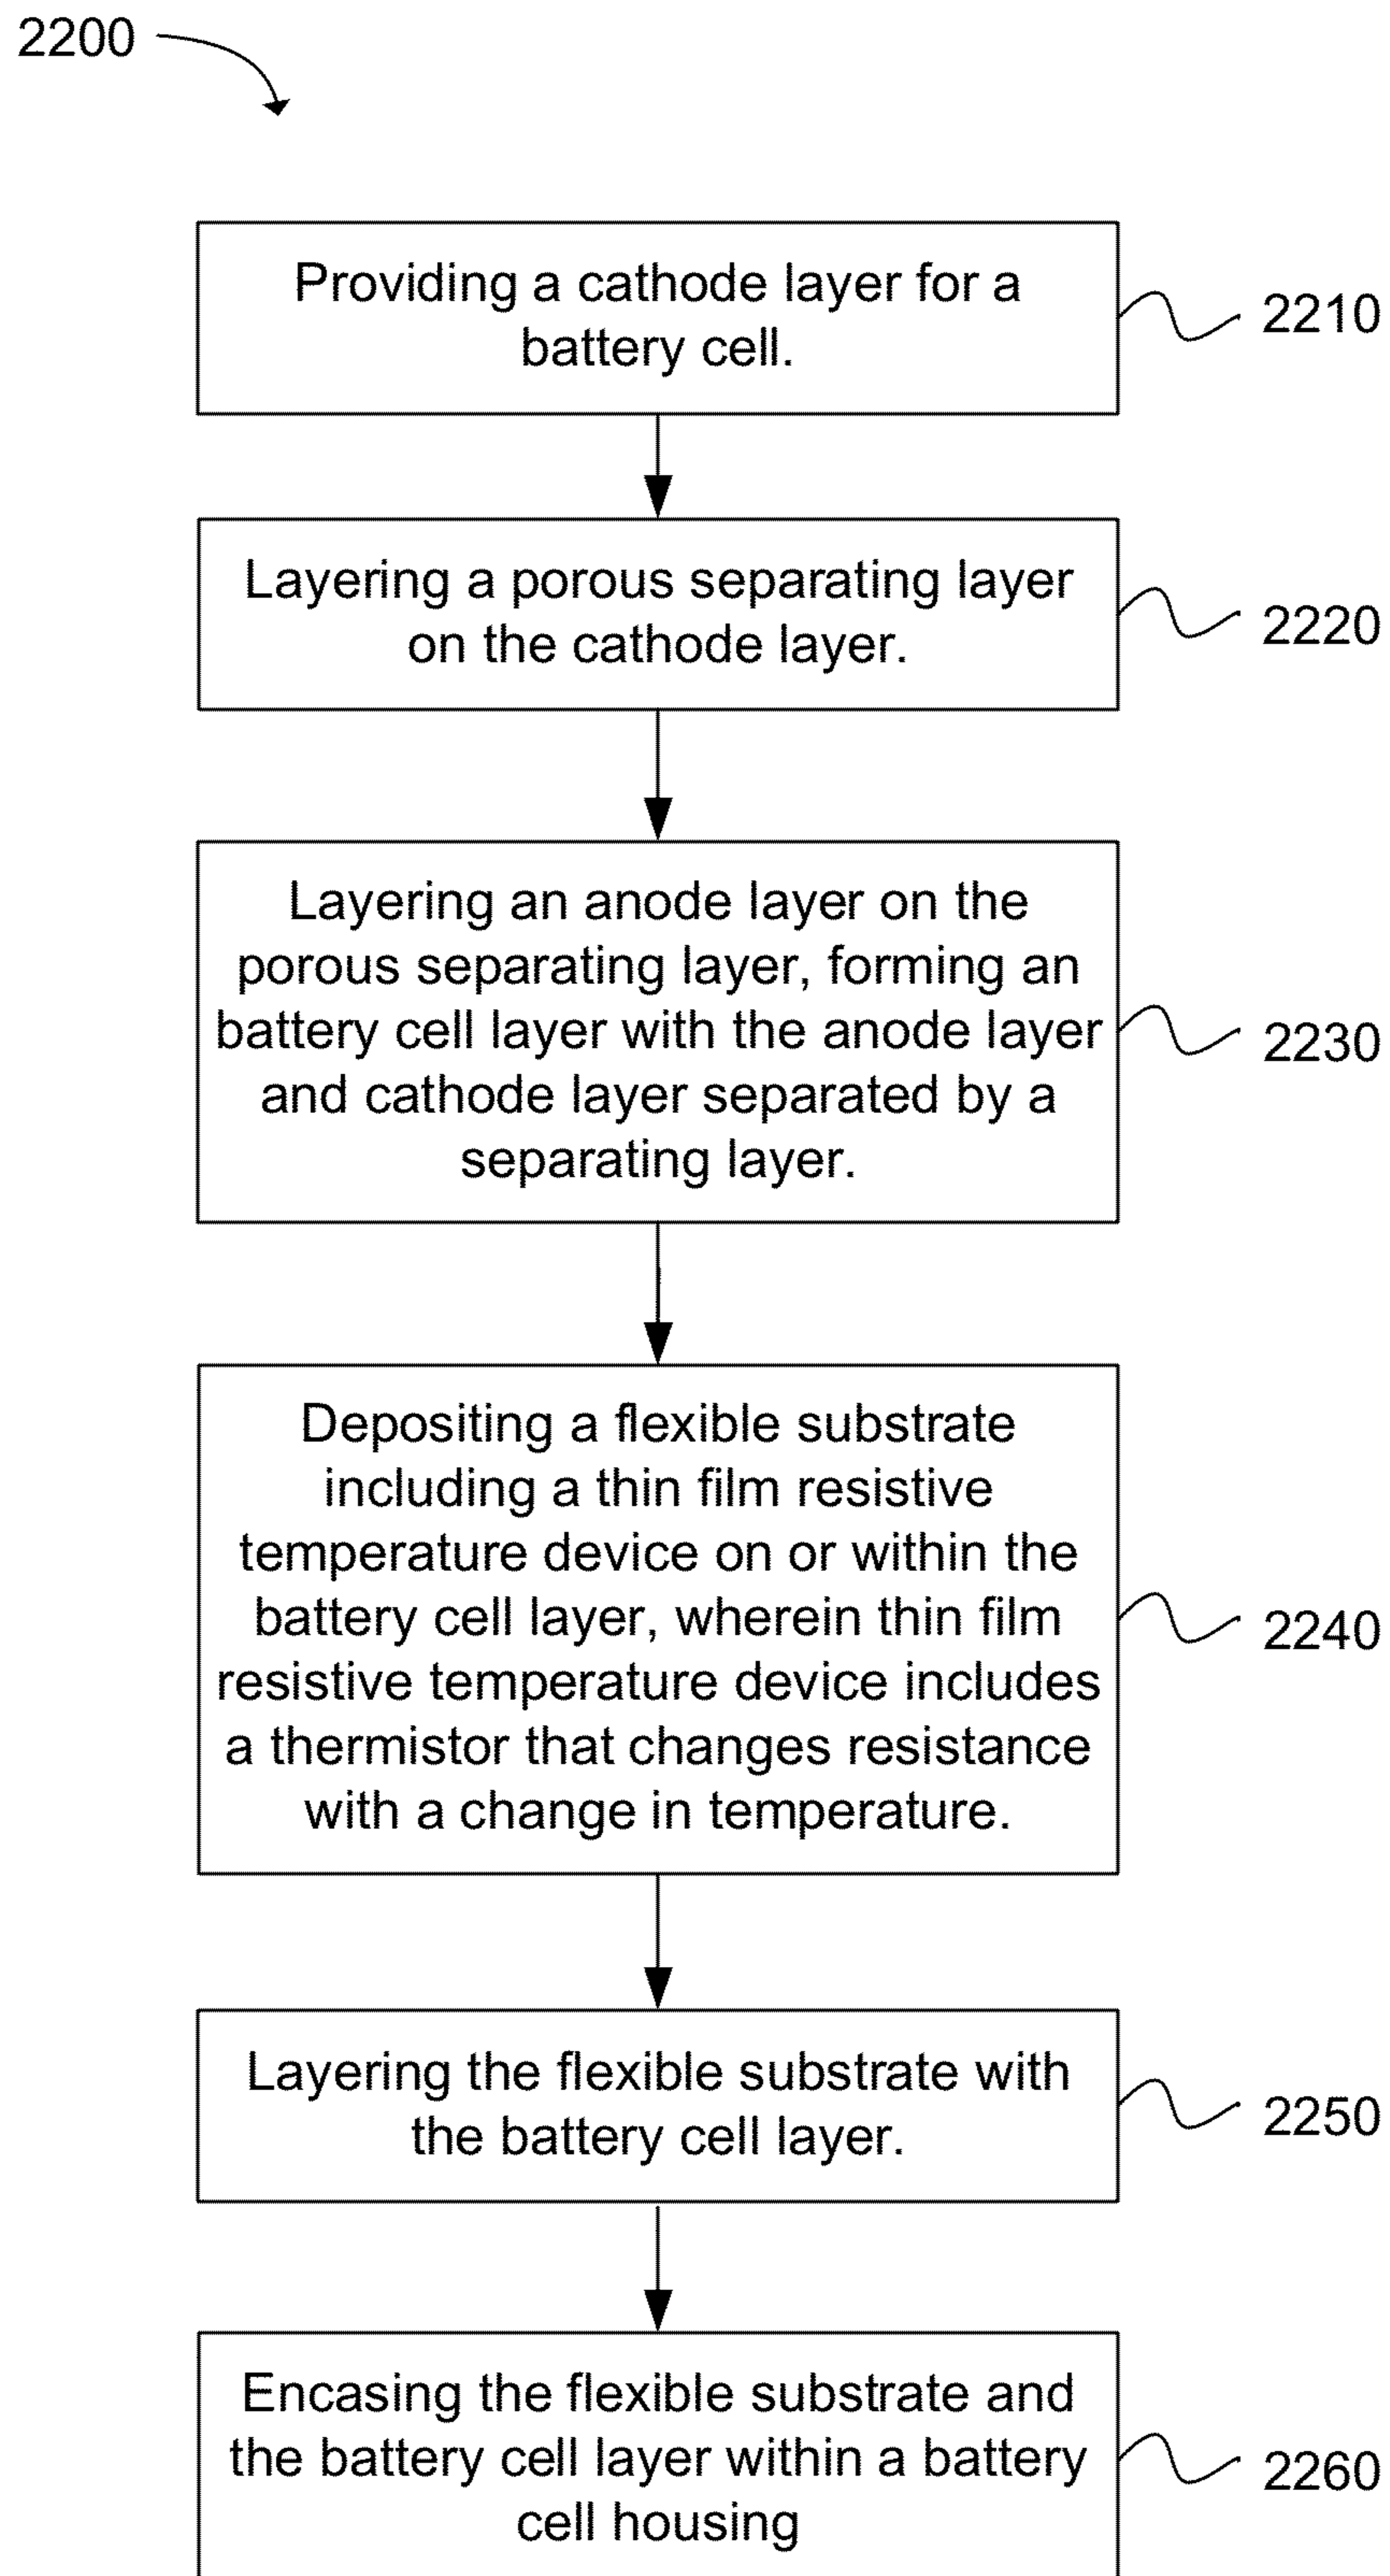 2200
Providing a cathode layer for a
battery cell.
2210
Layering a porous separating layer
on the cathode layer.
2220
Layering an anode layer on the
porous separating layer, forming an
battery cell layer with the anode layer
and cathode layer separated by a
separating layer.
2230
Depositing a flexible substrate
including a thin film resistive
temperature device on or within the
battery cell layer, wherein thin film
resistive temperature device includes
a thermistor that changes resistance
with a change in temperature.
2240
Layering the flexible substrate with
the battery cell layer.
2250
Encasing the flexible substrate and
the battery cell layer within a battery
cell housing
2260